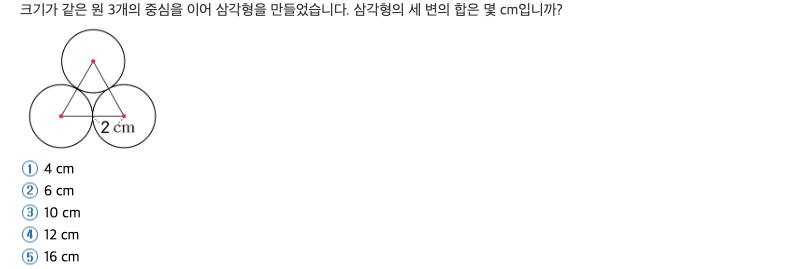 크기가 같은 원 3개의 중심을 이어 삼각형을 만들었습니다. 삼각형의 세 변의 합은 몇 cm입니까?
2 cm
① 4 cm
② 6 cm
③ 10 cm
④ 12 cm
⑤ 16 cm